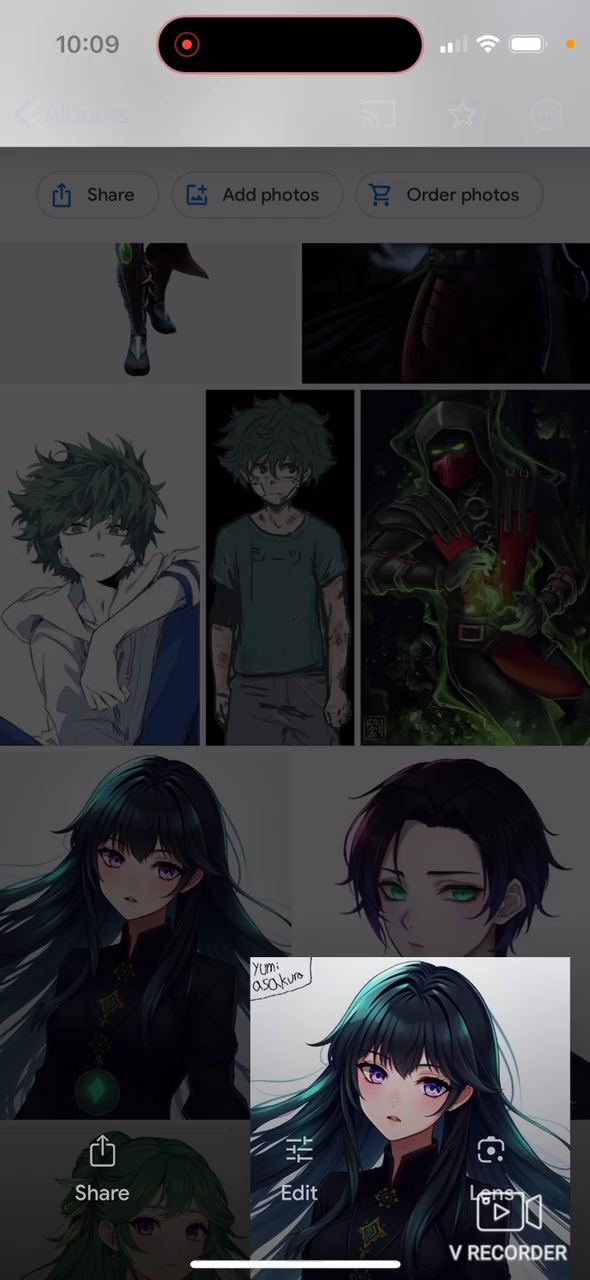 10:09
Albums
Share
Add photos
Order photos
yumi
asakura
Share
Edit
Lens
V RECORDER